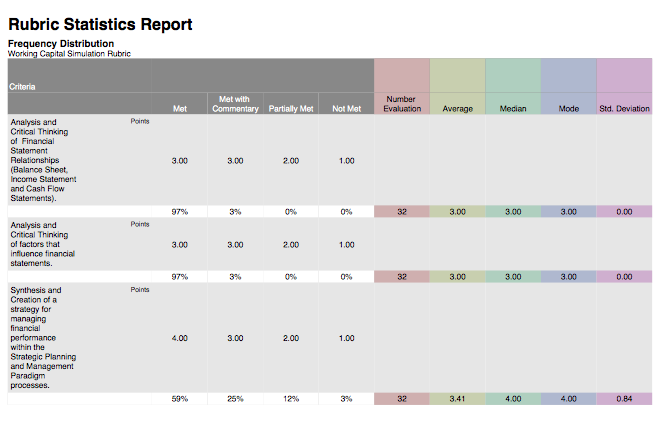 Rubric Statistics Report
Frequency Distribution
Working Capital Simulation Rubric
Criteria
Met
Met with
Commentary
Partially Met
Not Met
Number
Evaluation
Average
Median
Mode
Std. Deviation
Analysis and
Critical Thinking
of Financial
Statement
Relationships
(Balance Sheet,
Income Statement
and Cash Flow
Statements).
Points
3.00 3.00 2.00 1.00
97% 3% 0% 0% 32 3.00 3.00 3.00 0.00
Analysis and
Critical Thinking
of factors that
influence financial
statements.
Points
3.00 3.00 2.00 1.00
97% 3% 0% 0% 32 3.00 3.00 3.00 0.00
Synthesis and
Creation of a
strategy for
managing
financial
performance
within the
Strategic Planning
and Management
Paradigm
processes.
Points
4.00 3.00 2.00 1.00
59% 25% 12% 3% 32 3.41 4.00 4.00 0.84